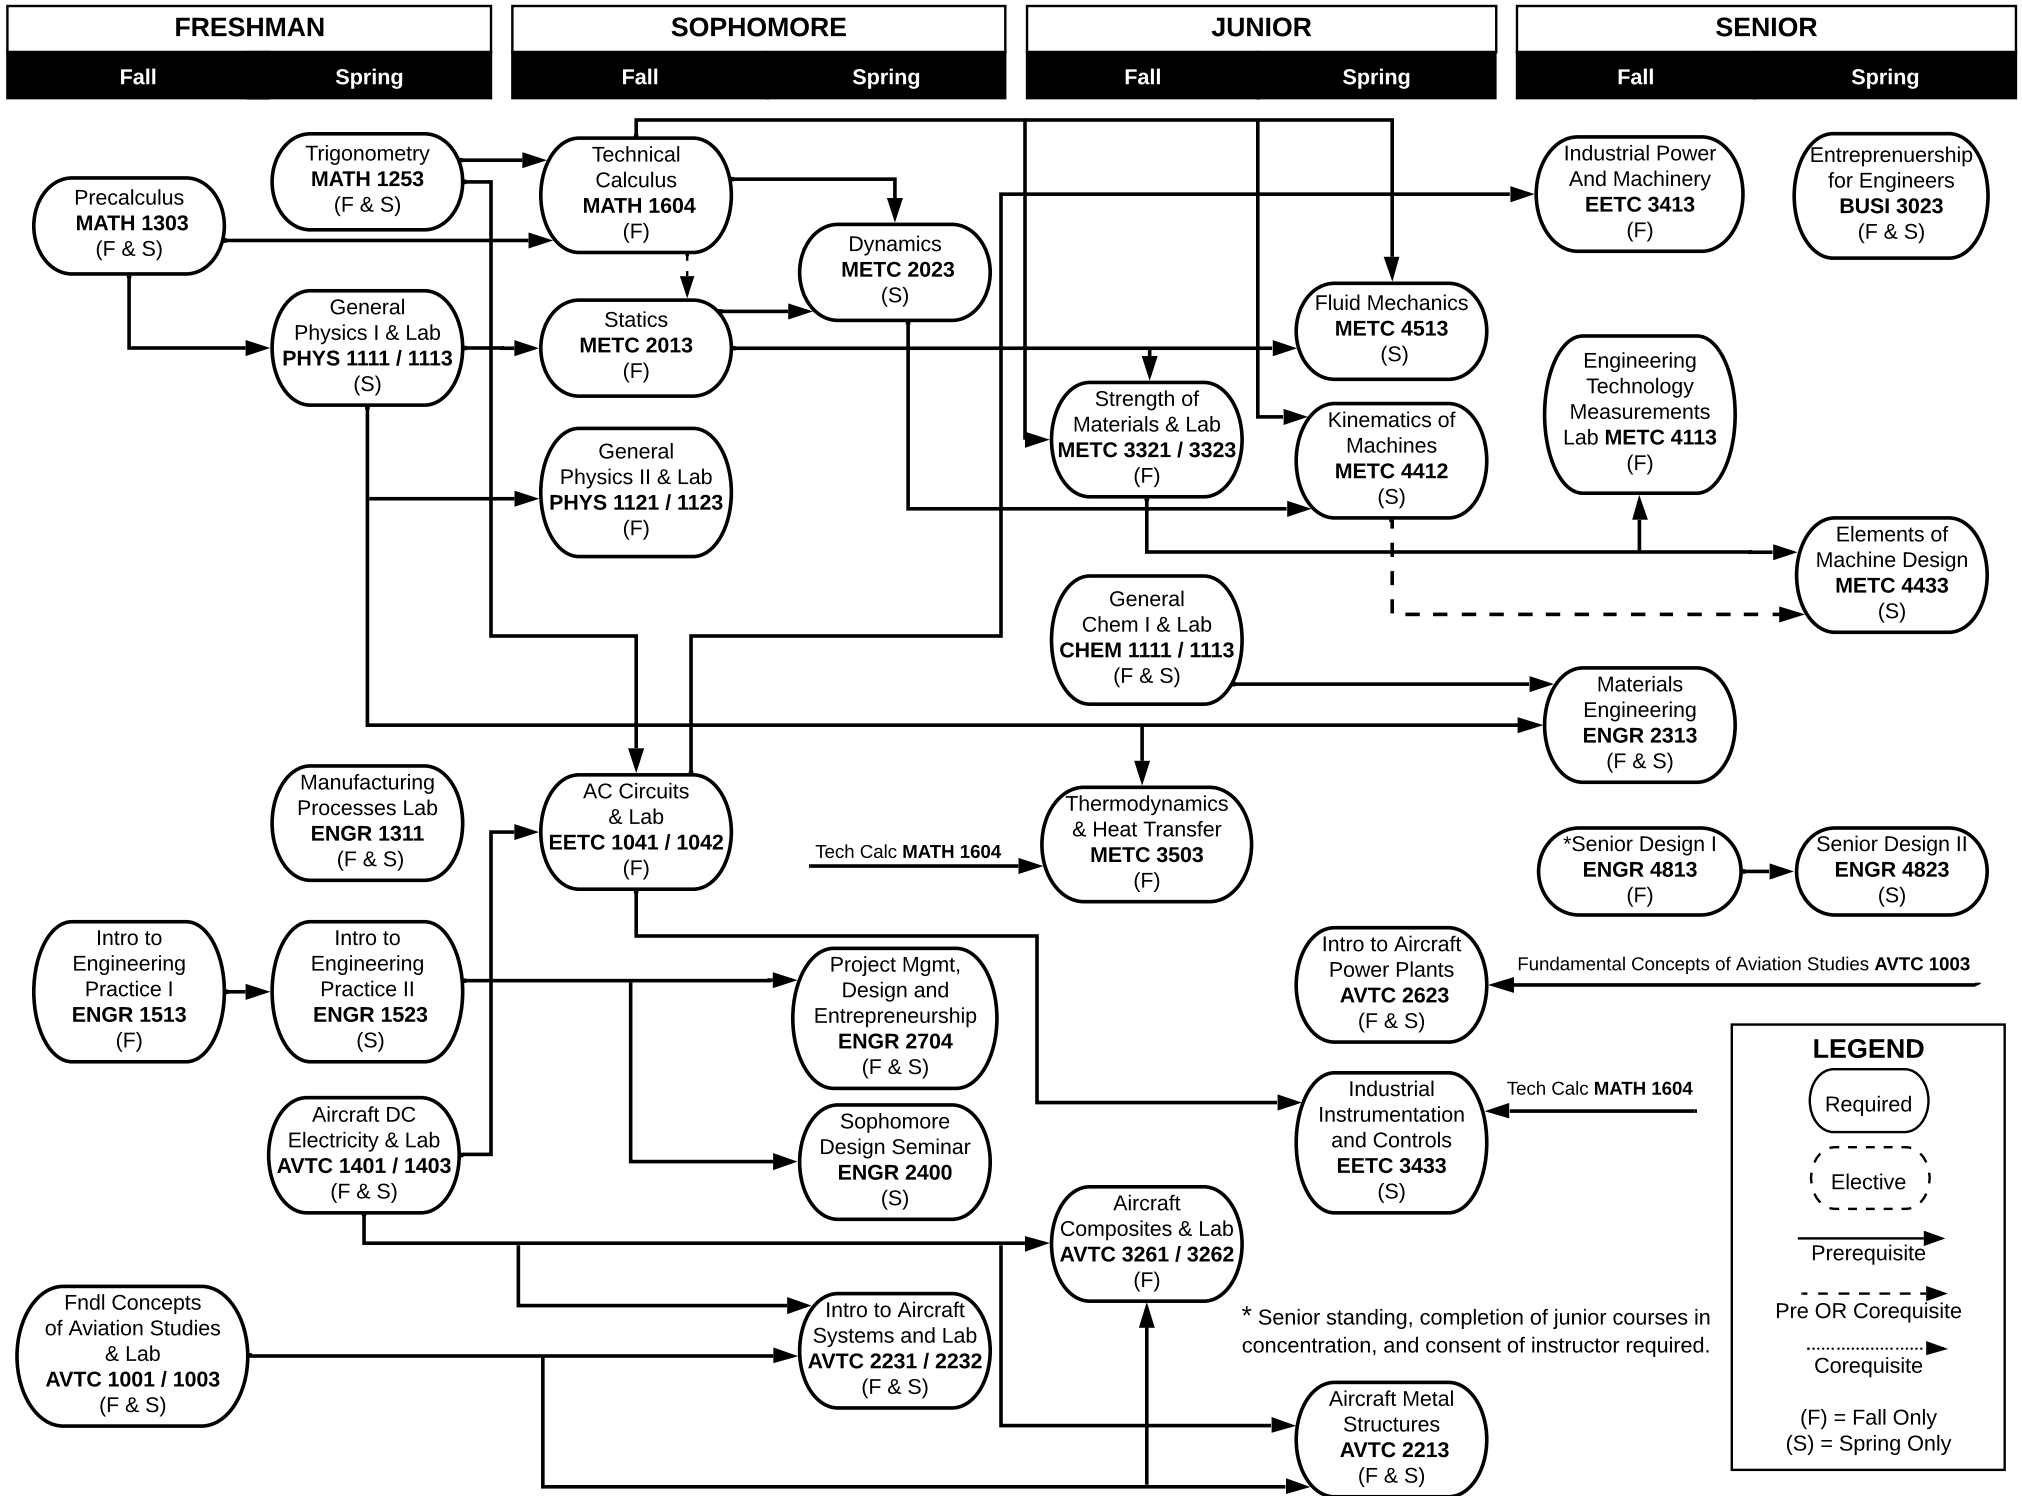 FRESHMAN
Fall
Spring
SOPHOMORE
Fall
Spring
JUNIOR
Fall
Spring
SENIOR
Fall
Spring
Precalculus
MATH 1303
(F & S)
Trigonometry
MATH 1253
(F & S)
General
Physics I & Lab
PHYS 1111 / 1113
(S)
Technical
Calculus
MATH 1604
(F)
Statics
METC 2013
(F)
General
Physics II & Lab
PHYS 1121 / 1123
(F)
Dynamics
METC 2023
(S)
Strength of
Materials & Lab
METC 3321 / 3323
(F)
General
Chem I & Lab
CHEM 1111 / 1113
(F & S)
Fluid Mechanics
METC 4513
(S)
Kinematics of
Machines
METC 4412
(S)
Industrial Power
And Machinery
EETC 3413
(F)
Entreprenuership
for Engineers
BUSI 3023
(F & S)
Engineering
Technology
Measurements
Lab METC 4113
(F)
Elements of
Machine Design
METC 4433
(S)
Materials
Engineering
ENGR 2313
(F & S)
Manufacturing
Processes Lab
ENGR 1311
(F & S)
AC Circuits
& Lab
EETC 1041 / 1042
(F)
Tech Calc MATH 1604
Thermodynamics
& Heat Transfer
METC 3503
(F)
*Senior Design I
ENGR 4813
(F)
Senior Design II
ENGR 4823
(S)
Intro to
Engineering
Practice I
ENGR 1513
(F)
Intro to
Engineering
Practice II
ENGR 1523
(S)
Project Mgmt,
Design and
Entrepreneurship
ENGR 2704
(F & S)
Intro to Aircraft
Power Plants
AVTC 2623
(F & S)
Fundamental Concepts of Aviation Studies AVTC 1003
Aircraft DC
Electricity & Lab
AVTC 1401 / 1403
(F & S)
Sophomore
Design Seminar
ENGR 2400
(S)
Industrial
Instrumentation
and Controls
EETC 3433
(S)
Tech Calc MATH 1604
Aircraft
Composites & Lab
AVTC 3261 / 3262
(F)
Fndl Concepts
of Aviation Studies
& Lab
AVTC 1001 / 1003
(F & S)
Intro to Aircraft
Systems and Lab
AVTC 2231 / 2232
(F & S)
* Senior standing, completion of junior courses in
concentration, and consent of instructor required.
Aircraft Metal
Structures
AVTC 2213
(F & S)
LEGEND
Required
Elective
Prerequisite
Pre OR Corequisite
Corequisite
(F) = Fall Only
(S) = Spring Only